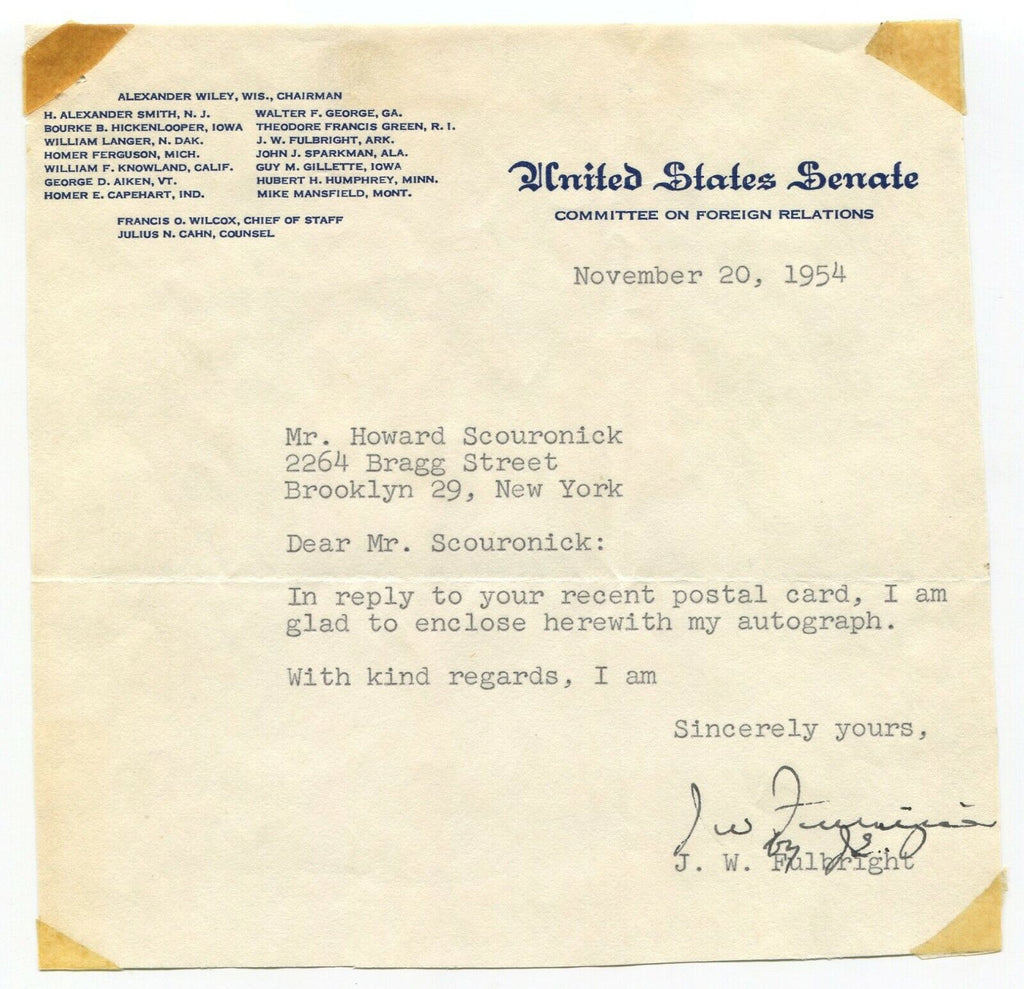 ALEXANDER WILEY, WIS., CHAIRMAN
H. ALEXANDER SMITH, N. J.
BOURKE B. HICKENLOOPER, IOWA
WILLIAM LANGER, N. DAK.
HOMER FERGUSON, MICH.
WILLIAM F. KNOWLAND, CALIF.
GEORGE D. AIKEN, VT.
HOMER E. CAPEHART, IND.
WALTER F. GEORGE, GA.
THEODORE FRANCIS GREEN, R. I.
J. W. FULBRIGHT, ARK.
JOHN J. SPARKMAN, ALA.
GUY M. GILLETTE, IOWA
HUBERT H. HUMPHREY, MINN.
MIKE MANSFIELD, MONT.
FRANCIS O. WILCOX, CHIEF OF STAFF
JULIUS N. CAHN, COUNSEL
United States Senate
COMMITTEE ON FOREIGN RELATIONS
November 20, 1954
Mr. Howard Scouronick
2264 Bragg Street
Brooklyn 29, New York
Dear Mr. Scouronick:
In reply to your recent postal card, I am
glad to enclose herewith my autograph.
With kind regards, I am
Sincerely yours,
J W
by
J. W. Fulbright